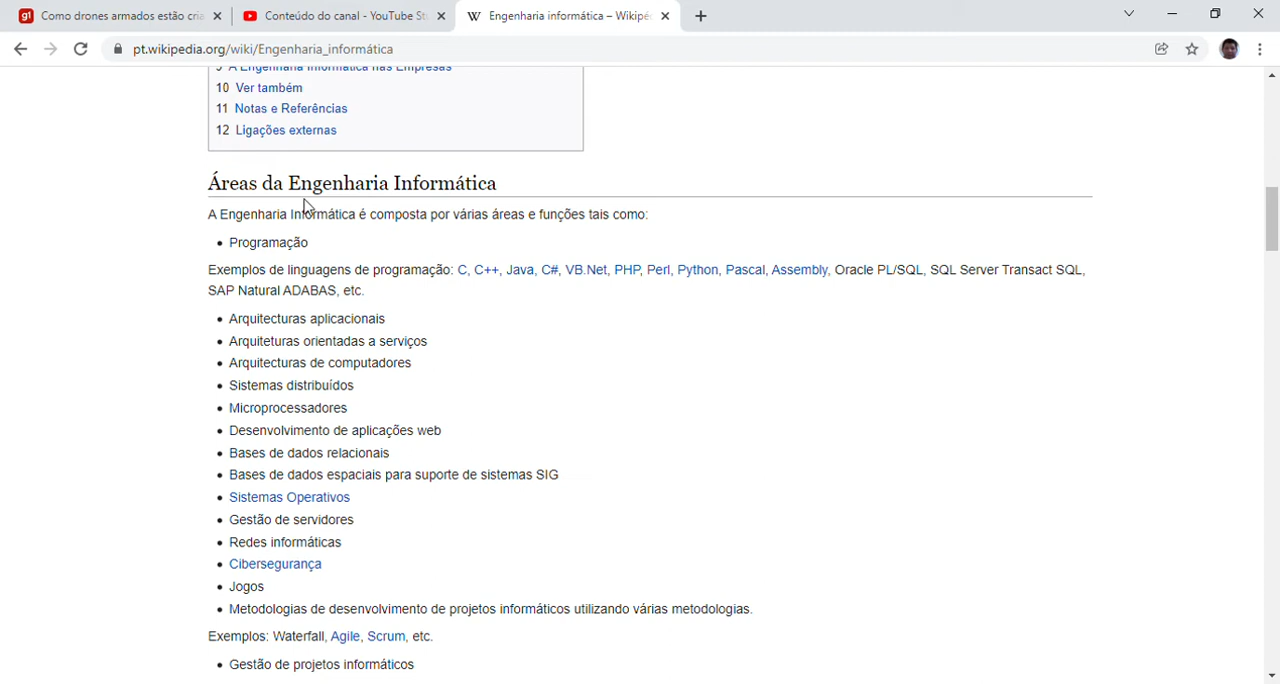 Como drones armados estão cria
Conteúdo do canal - YouTube St
Engenharia informática – Wikipé
pt.wikipedia.org/wiki/Engenharia_informática
9 A Engenharia Informática nas Empresas
10 Ver também
11 Notas e Referências
12 Ligações externas
Áreas da Engenharia Informática
A Engenharia Informática é composta por várias áreas e funções tais como:
Programação
Exemplos de linguagens de programação: C, C++, Java, C#, VB.Net, PHP, Perl, Python, Pascal, Assembly, Oracle PL/SQL, SQL Server Transact SQL,
SAP Natural ADABAS, etc.
Arquitecturas aplicacionais
Arquiteturas orientadas a serviços
Arquitecturas de computadores
Sistemas distribuídos
Microprocessadores
Desenvolvimento de aplicações web
Bases de dados relacionais
Bases de dados espaciais para suporte de sistemas SIG
Sistemas Operativos
Gestão de servidores
Redes informáticas
Cibersegurança
Jogos
Metodologias de desenvolvimento de projetos informáticos utilizando várias metodologias.
Exemplos: Waterfall, Agile, Scrum, etc.
Gestão de projetos informáticos